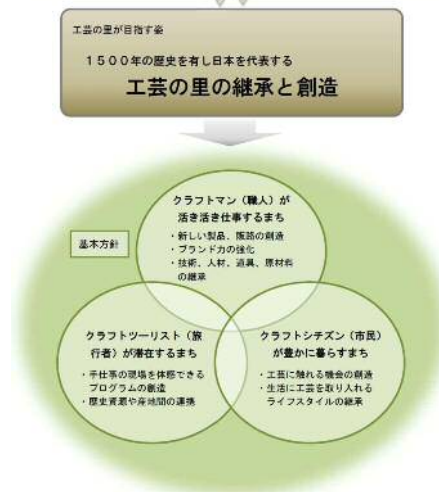 工芸の里が目指す姿
１５００年の歴史を有し日本を代表する
工芸の里の継承と創造
基本方針
クラフトマン（職人）が
活き活き仕事するまち
・新しい製品、販路の創造
・ブランド力の強化
・技術、人材、道具、原材料
の継承
クラフトツーリスト（旅
行者）が滞在するまち
・手仕事の現場を体感できる
プログラムの創造
・歴史資源や産地間の連携
クラフトシチズン（市民）
が豊かに暮らすまち
・工芸に触れる機会の創造
・生活に工芸を取り入れる
ライフスタイルの継承